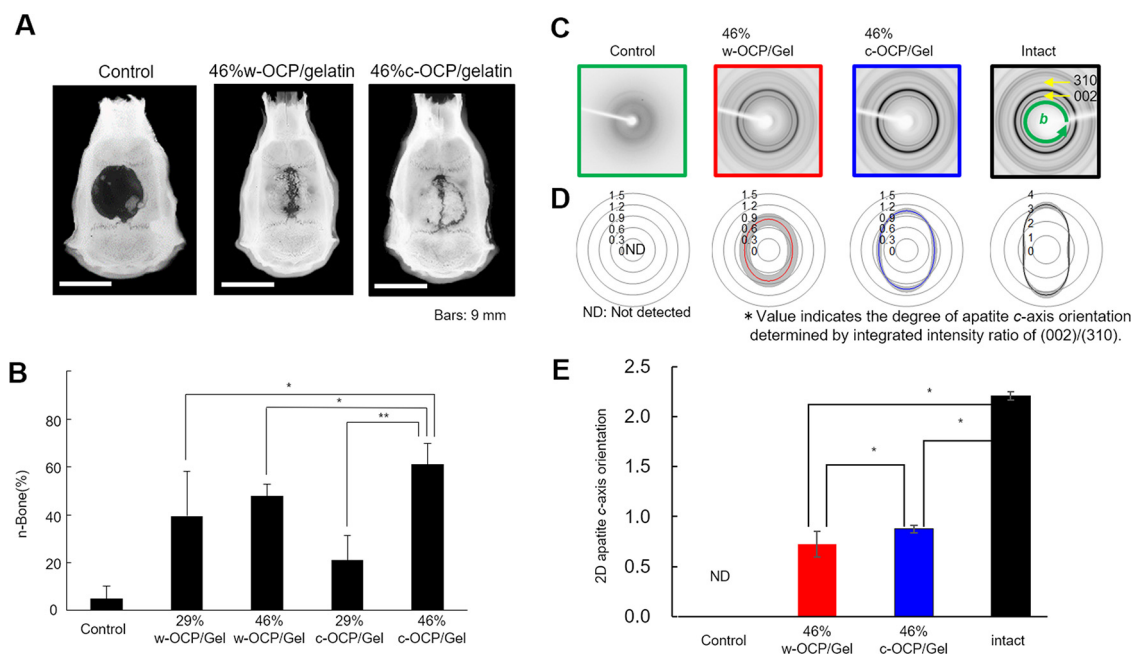 A
Control
46%w-OCP/gelatin
46%c-OCP/gelatin
Bars: 9 mm
B
n-Bone(%)
80
60
40
20
0
*
*
**
Control
29%
w-OCP/Gel
46%
w-OCP/Gel
29%
c-OCP/Gel
46%
c-OCP/Gel
C
Control
46%
w-OCP/Gel
46%
c-OCP/Gel
Intact
310
002
b
D
1.5
1.2
0.9
0.6
0.3
0
ND
1.5
1.2
0.9
0.6
0.3
0
1.5
1.2
0.9
0.6
0.3
0
4
3
2
1
0
ND: Not detected
* Value indicates the degree of apatite c-axis orientation
determined by integrated intensity ratio of (002)/(310).
E
2D apatite c-axis orientation
2.5
2.0
1.5
1.0
0.5
0.0
*
*
*
ND
Control
46%
w-OCP/Gel
46%
c-OCP/Gel
intact